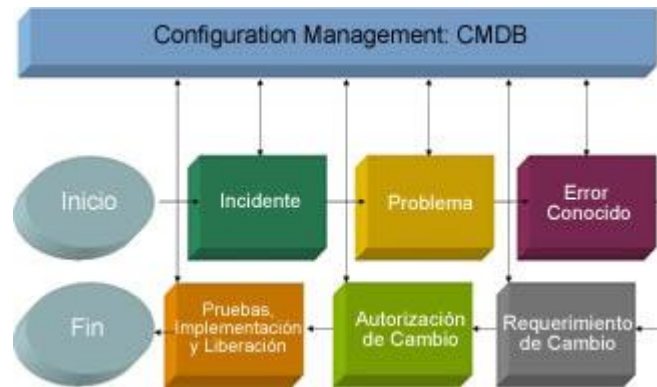 Configuration Management: CMDB
Inicio
Incidente
Problema
Error
Conocido
Fin
Pruebas,
Implementación
y Liberación
Autorización
de Cambio
Requerimiento
de Cambio